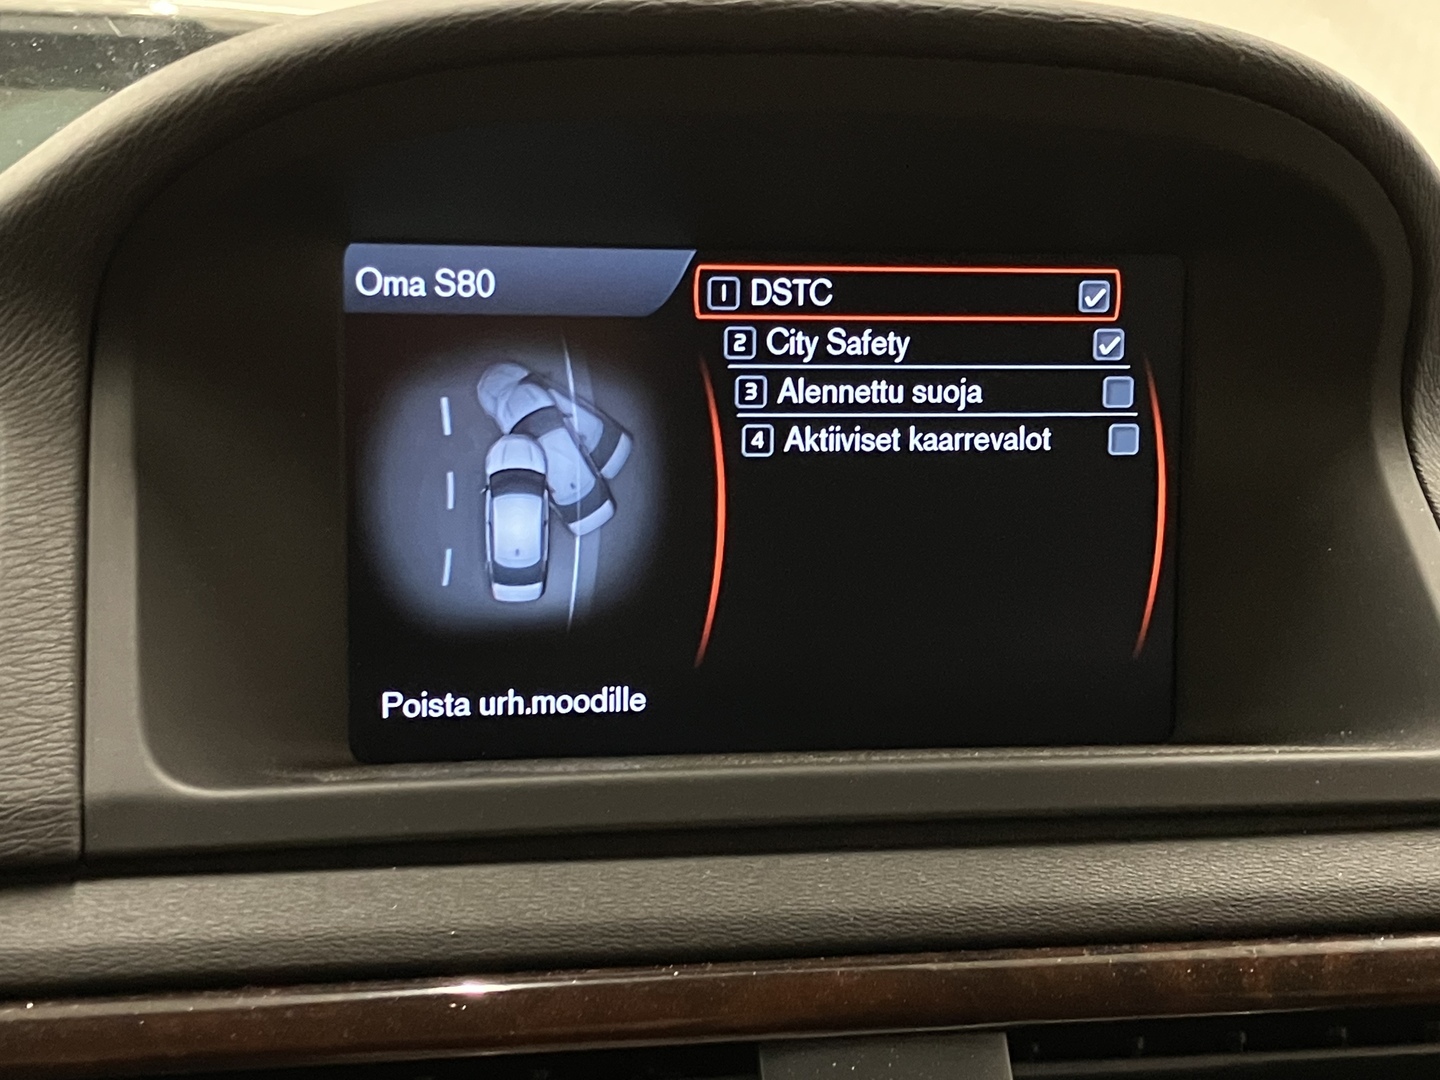 Oma S80
1 DSTC
2 City Safety
3 Alennettu suoja
4 Aktiiviset kaarrevalot
Poista urh.moodille